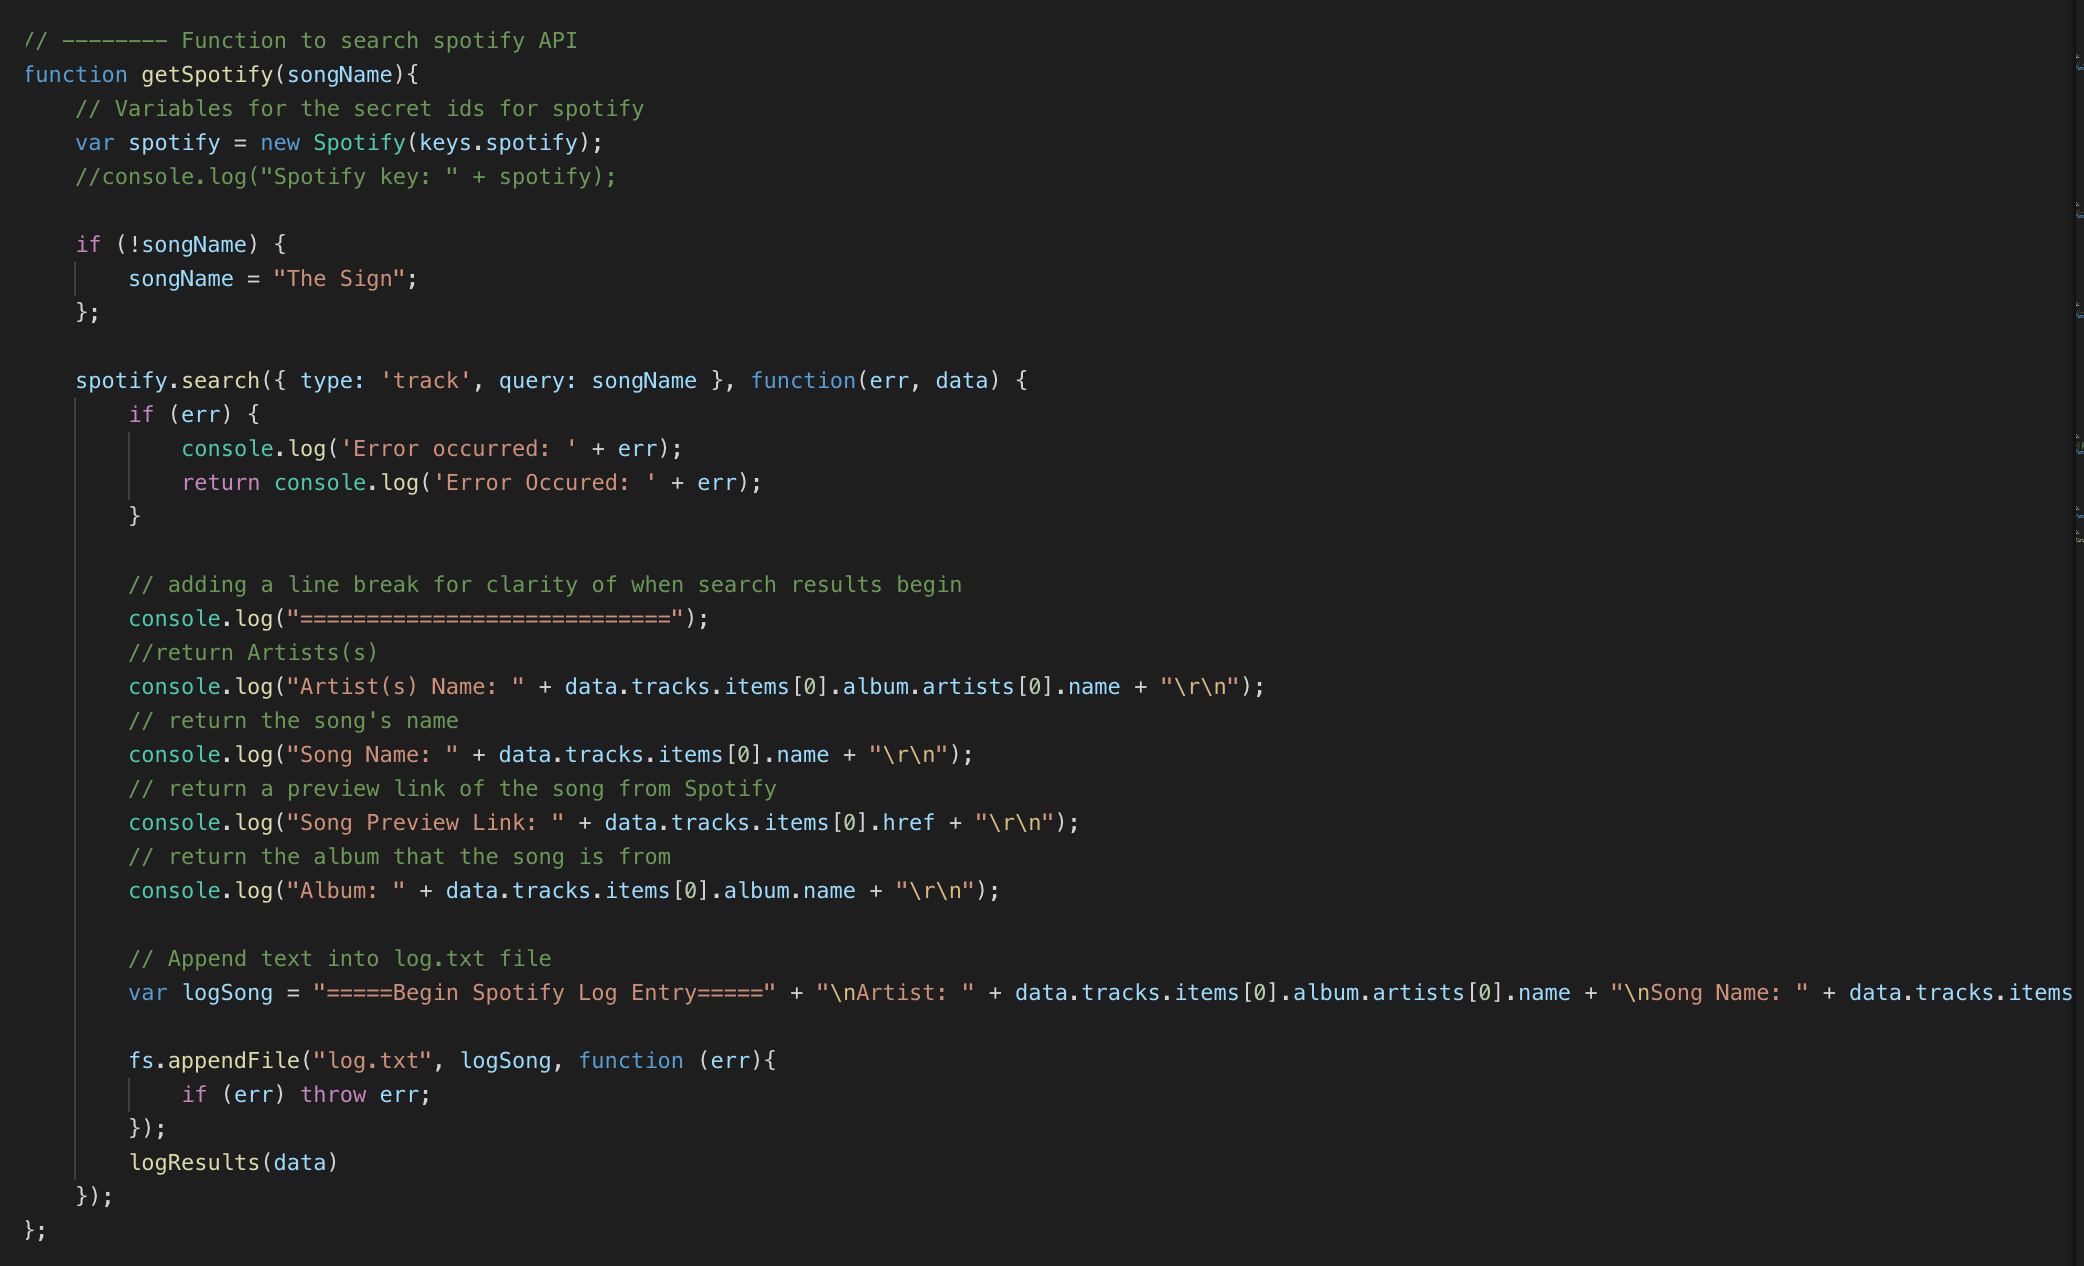 // -------- Function to search spotify API
function getSpotify(songName){
    // Variables for the secret ids for spotify
    var spotify = new Spotify(keys.spotify);
    //console.log("Spotify key: " + spotify);

    if (!songName) {
        songName = "The Sign";
    };

    spotify.search({ type: 'track', query: songName }, function(err, data) {
        if (err) {
            console.log('Error occurred: ' + err);
            return console.log('Error Occured: ' + err);
        }

        // adding a line break for clarity of when search results begin
        console.log("============================");
        //return Artists(s)
        console.log("Artist(s) Name: " + data.tracks.items[0].album.artists[0].name + "\r\n");
        // return the song's name
        console.log("Song Name: " + data.tracks.items[0].name + "\r\n");
        // return a preview link of the song from Spotify
        console.log("Song Preview Link: " + data.tracks.items[0].href + "\r\n");
        // return the album that the song is from
        console.log("Album: " + data.tracks.items[0].album.name + "\r\n");

        // Append text into log.txt file
        var logSong = "=====Begin Spotify Log Entry=====" + "\nArtist: " + data.tracks.items[0].album.artists[0].name + "\nSong Name: " + data.tracks.items

        fs.appendFile("log.txt", logSong, function (err){
            if (err) throw err;
        });
        logResults(data)
    });
};